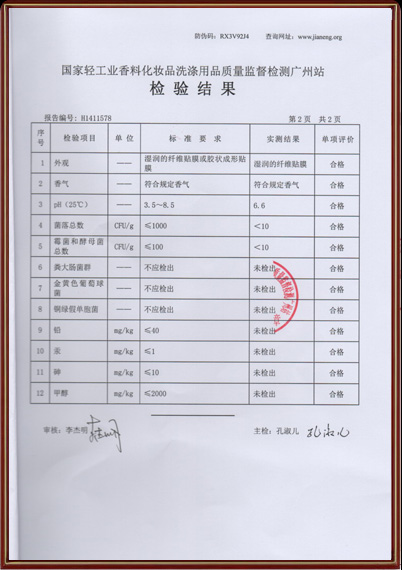 防伪码：RX3V92J4 查询网址：www.jianeng.org
国家轻工业香料化妆品洗涤用品质量监督检测广州站
检验结果
报告编号：H1411578 第2页 共2页
序号 检验项目 单位 标准要求 实测结果 单项评价
1 外观 —— 湿润的纤维贴膜或胶状成形贴膜 湿润的纤维贴膜 合格
2 香气 —— 符合规定香气 符合规定香气 合格
3 pH（25℃） —— 3.5～8.5 6.6 合格
4 菌落总数 CFU/g ≤1000 <10 合格
5 霉菌和酵母菌总数 CFU/g ≤100 <10 合格
6 粪大肠菌群 —— 不应检出 未检出 合格
7 金黄色葡萄球菌 —— 不应检出 未检出 合格
8 铜绿假单胞菌 —— 不应检出 未检出 合格
9 铅 mg/kg ≤40 未检出 合格
10 汞 mg/kg ≤1 未检出 合格
11 砷 mg/kg ≤10 未检出 合格
12 甲醇 mg/kg ≤2000 未检出 合格
审核：李杰明 主检：孔淑儿 孔淑儿